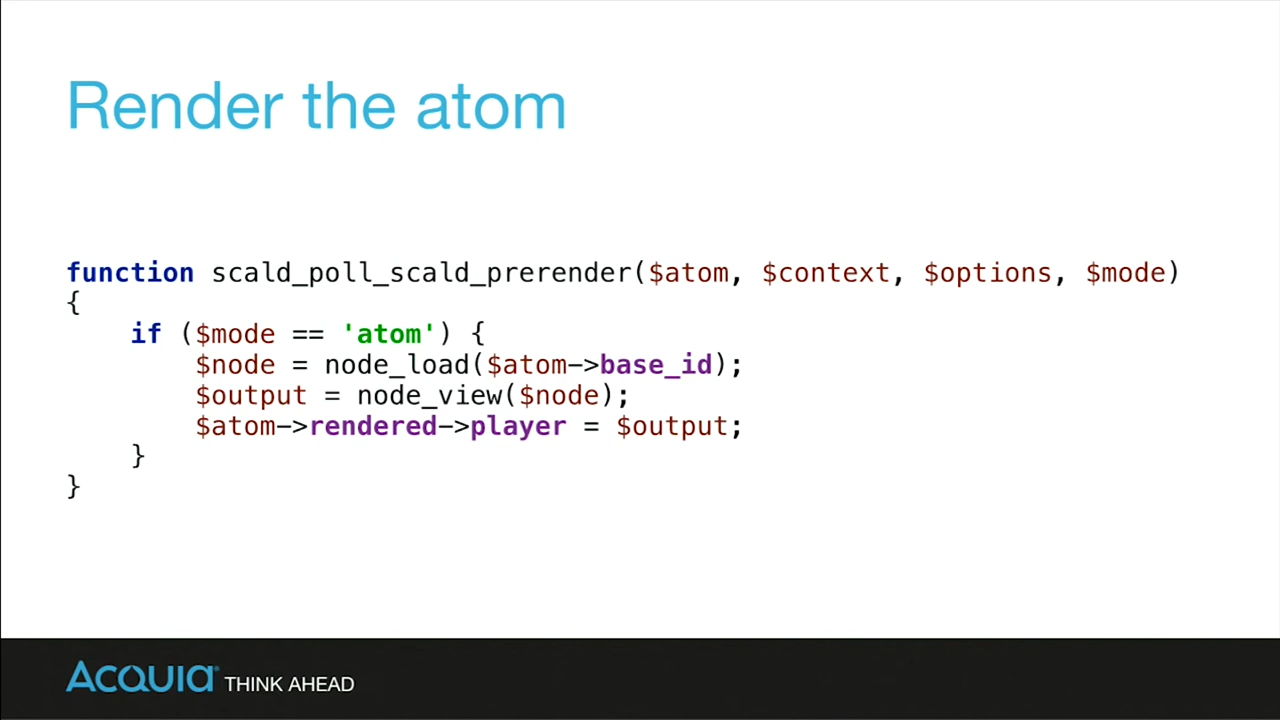 Render the atom
function scald_poll_scald_prerender($atom, $context, $options, $mode)
{
    if ($mode == 'atom') {
        $node = node_load($atom->base_id);
        $output = node_view($node);
        $atom->rendered->player = $output;
    }
}
ACQUIA THINK AHEAD